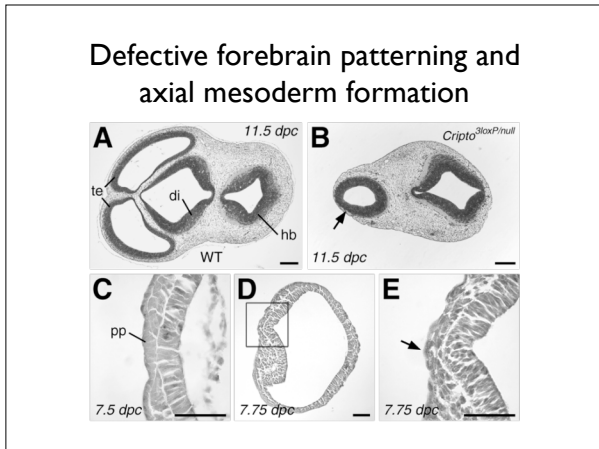 Defective forebrain patterning and
axial mesoderm formation
A
11.5 dpc
te
di
hb
WT
B
Cripto3loxP/null
11.5 dpc
C
pp
7.5 dpc
D
7.75 dpc
E
7.75 dpc